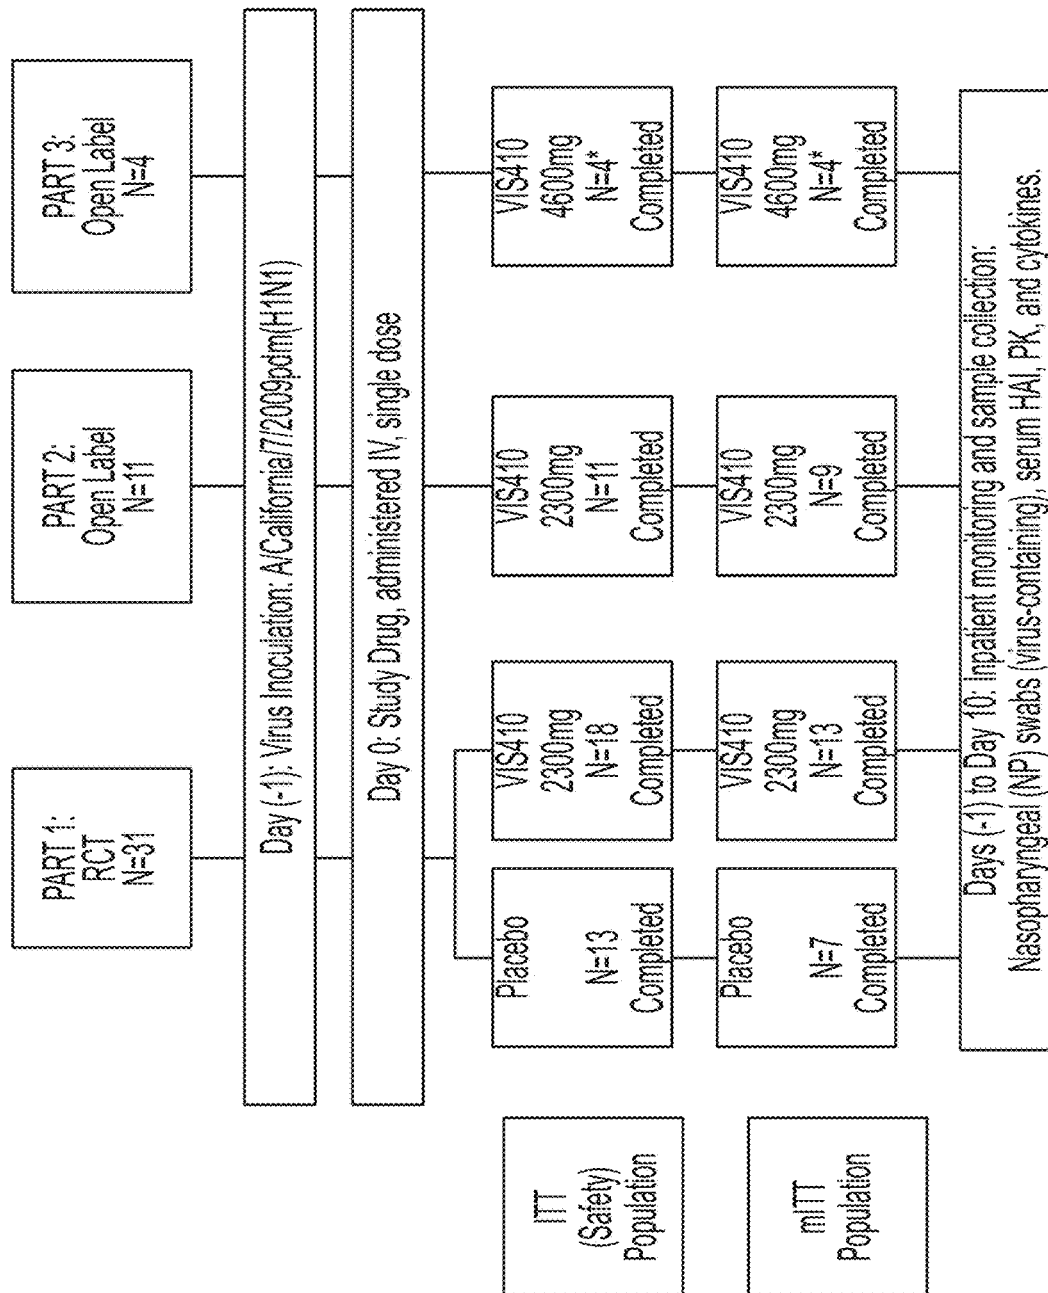 PART 1:
RCT
N=31
PART 2:
Open Label
N=11
PART 3:
Open Label
N=4
Day (-1): Virus Inoculation: A/California/7/2009pdm(H1N1)
Day 0: Study Drug, administered IV, single dose
ITT
(Safety)
Population
Placebo
N=13
Completed
VIS410
2300mg
N=18
Completed
VIS410
2300mg
N=11
Completed
VIS410
4600mg
N=4*
Completed
mITT
Population
Placebo
N=7
Completed
VIS410
2300mg
N=13
Completed
VIS410
2300mg
N=9
Completed
VIS410
4600mg
N=4*
Completed
Days (-1) to Day 10: Inpatient monitoring and sample collection:
Nasopharyngeal (NP) swabs (virus-containing), serum HAI, PK, and cytokines.